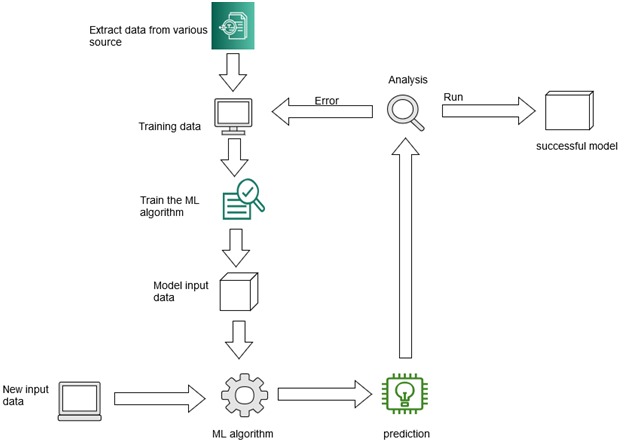 Extract data from various
source
Analysis
Error
Run
Training data
successful model
Train the ML
algorithm
Model input
data
New input
data
ML algorithm
prediction